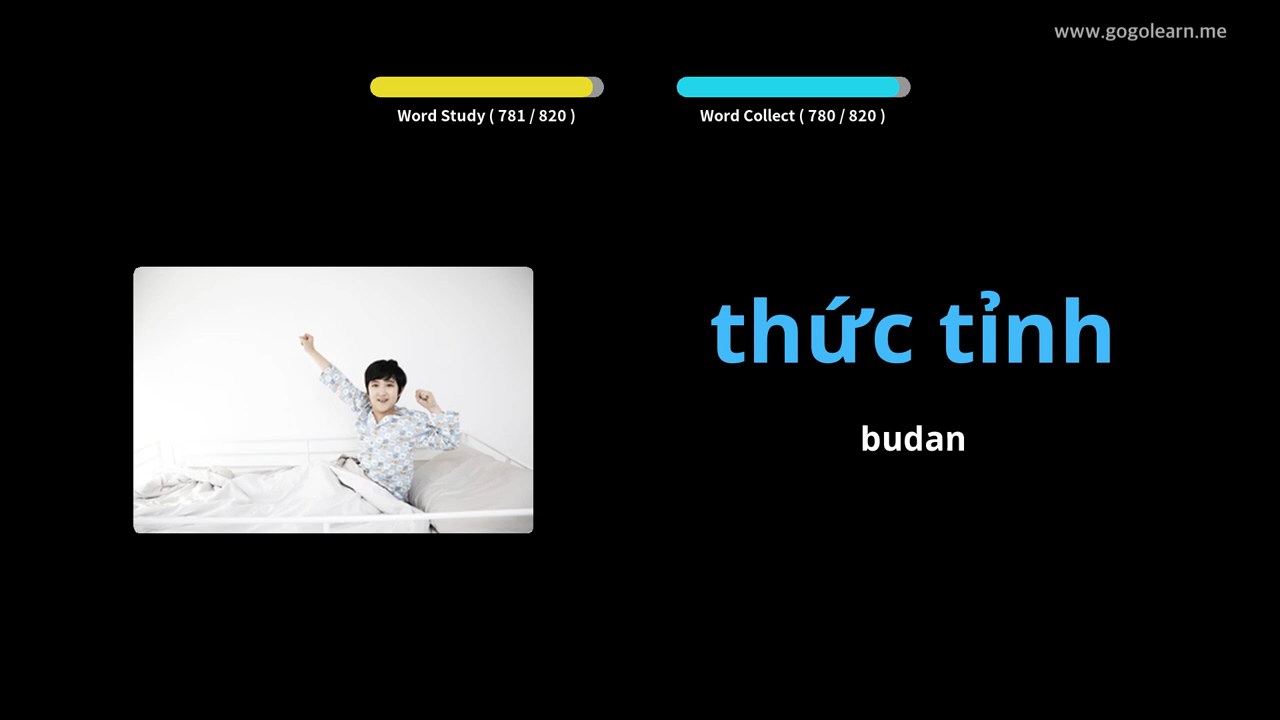 www.gogolearn.me
Word Study ( 781 / 820 )
Word Collect ( 780 / 820 )
thức tỉnh
budan